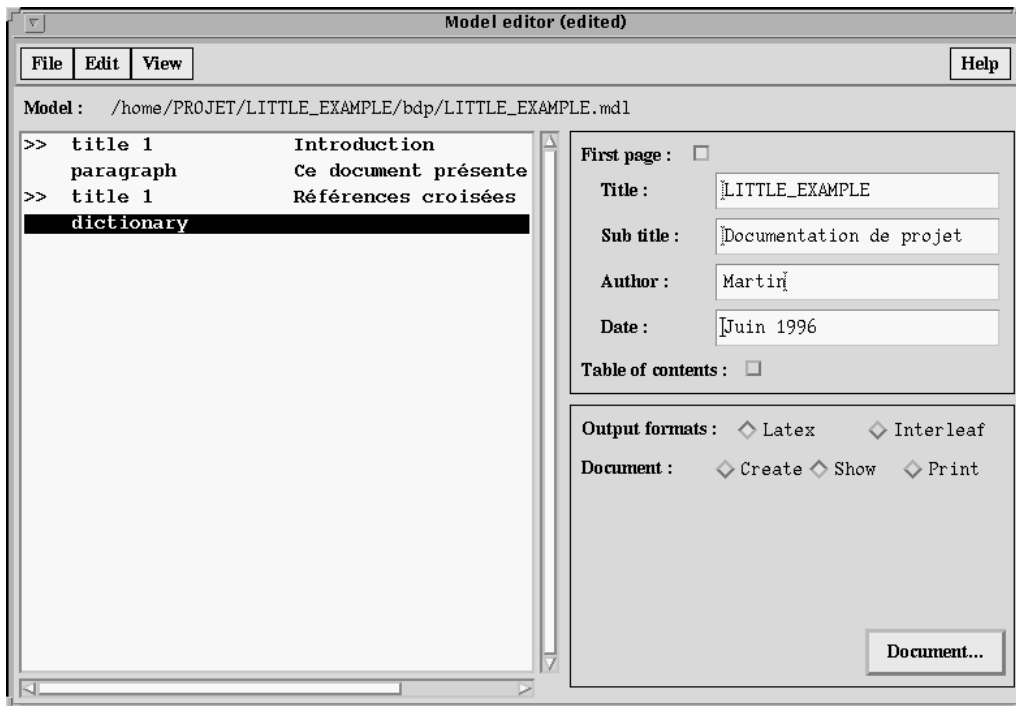 Model editor (edited)
File Edit View Help
Model : /home/PROJET/LITTLE_EXAMPLE/bdp/LITTLE_EXAMPLE.mdl
>> title 1 Introduction
paragraph Ce document présente
>> title 1 Références croisées
dictionary
First page :
Title : LITTLE_EXAMPLE
Sub title : Documentation de projet
Author : Martin
Date : Juin 1996
Table of contents :
Output formats : Latex Interleaf
Document : Create Show Print
Document...